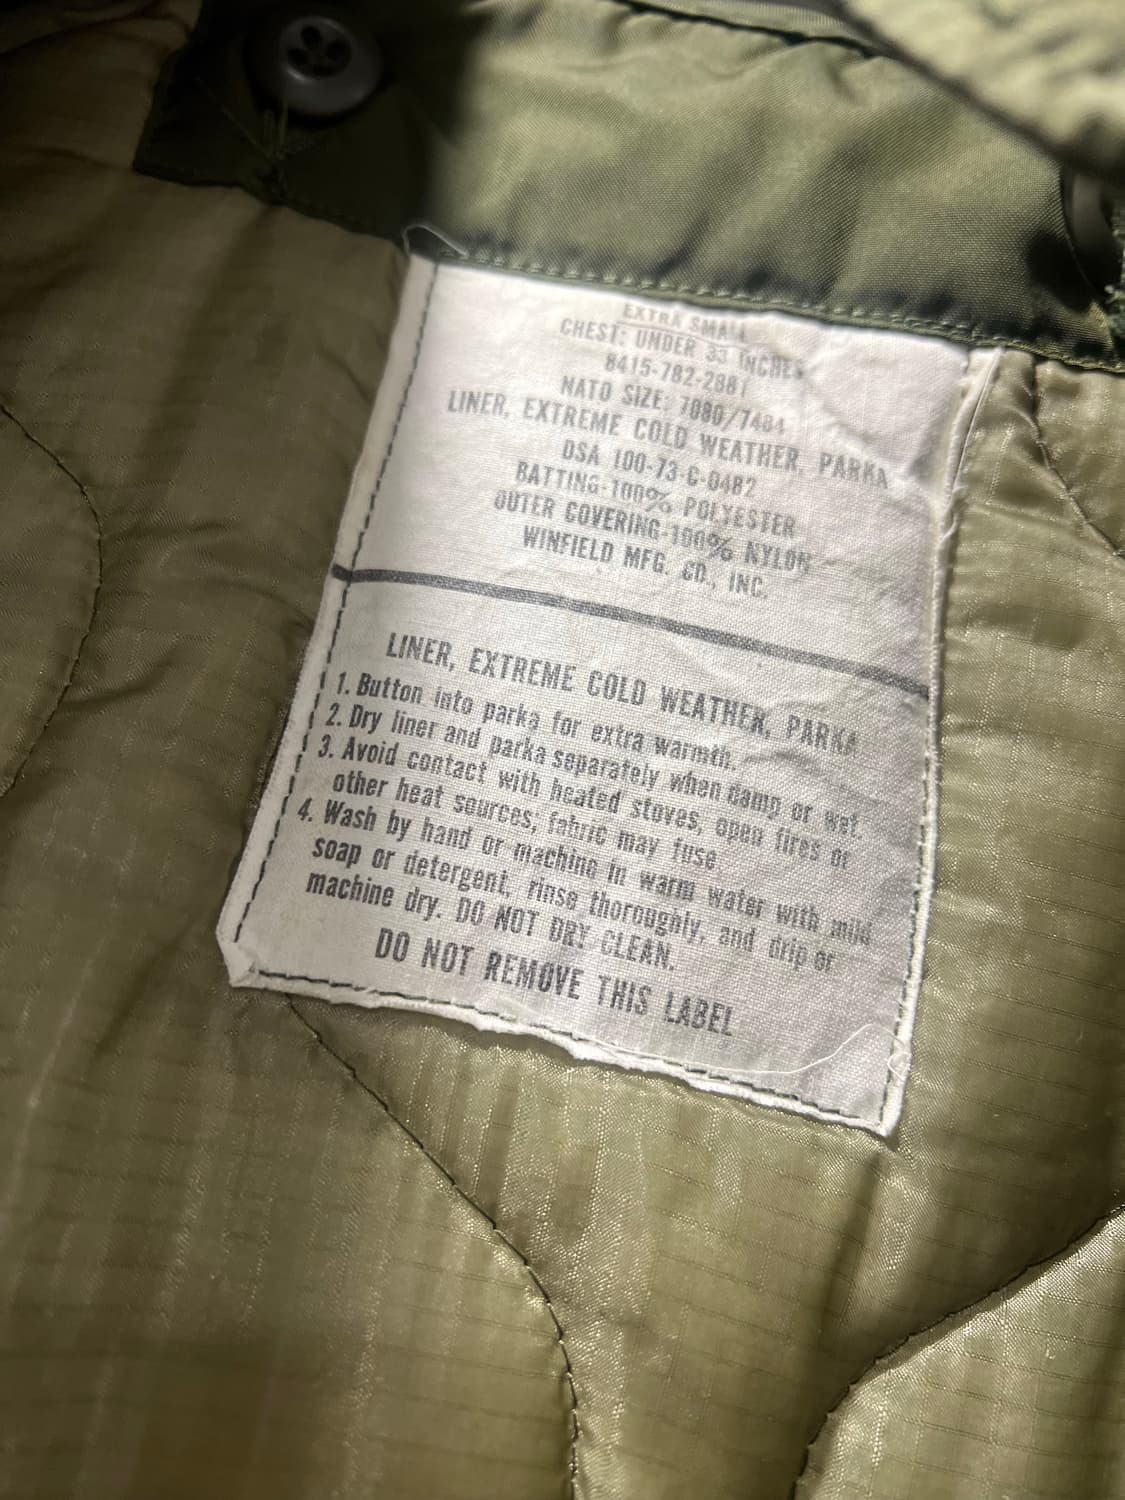 EXTRA SMALL
CHEST: UNDER 33 INCHES
8415-782-2881
NATO SIZE: 7080/7484
LINER, EXTREME COLD WEATHER, PARKA
DSA 100-73-C-0482
BATTING-100% POLYESTER
OUTER COVERING-100% NYLON
WINFIELD MFG. CO., INC.
LINER, EXTREME COLD WEATHER, PARKA
1. Button into parka for extra warmth.
2. Dry liner and parka separately when damp or wet.
3. Avoid contact with heated stoves, open fires or
other heat sources; fabric may fuse
4. Wash by hand or machine in warm water with mild
soap or detergent, rinse thoroughly, and drip or
machine dry. DO NOT DRY CLEAN.
DO NOT REMOVE THIS LABEL